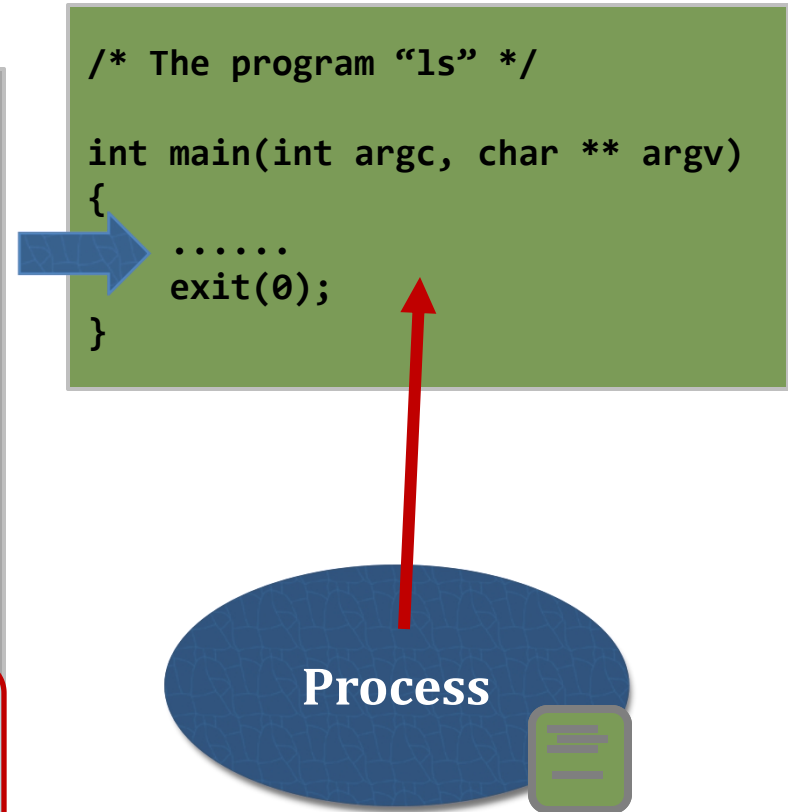 /* The program “ls” */
int main(int argc, char ** argv)
{
......
exit(0);
}
Process